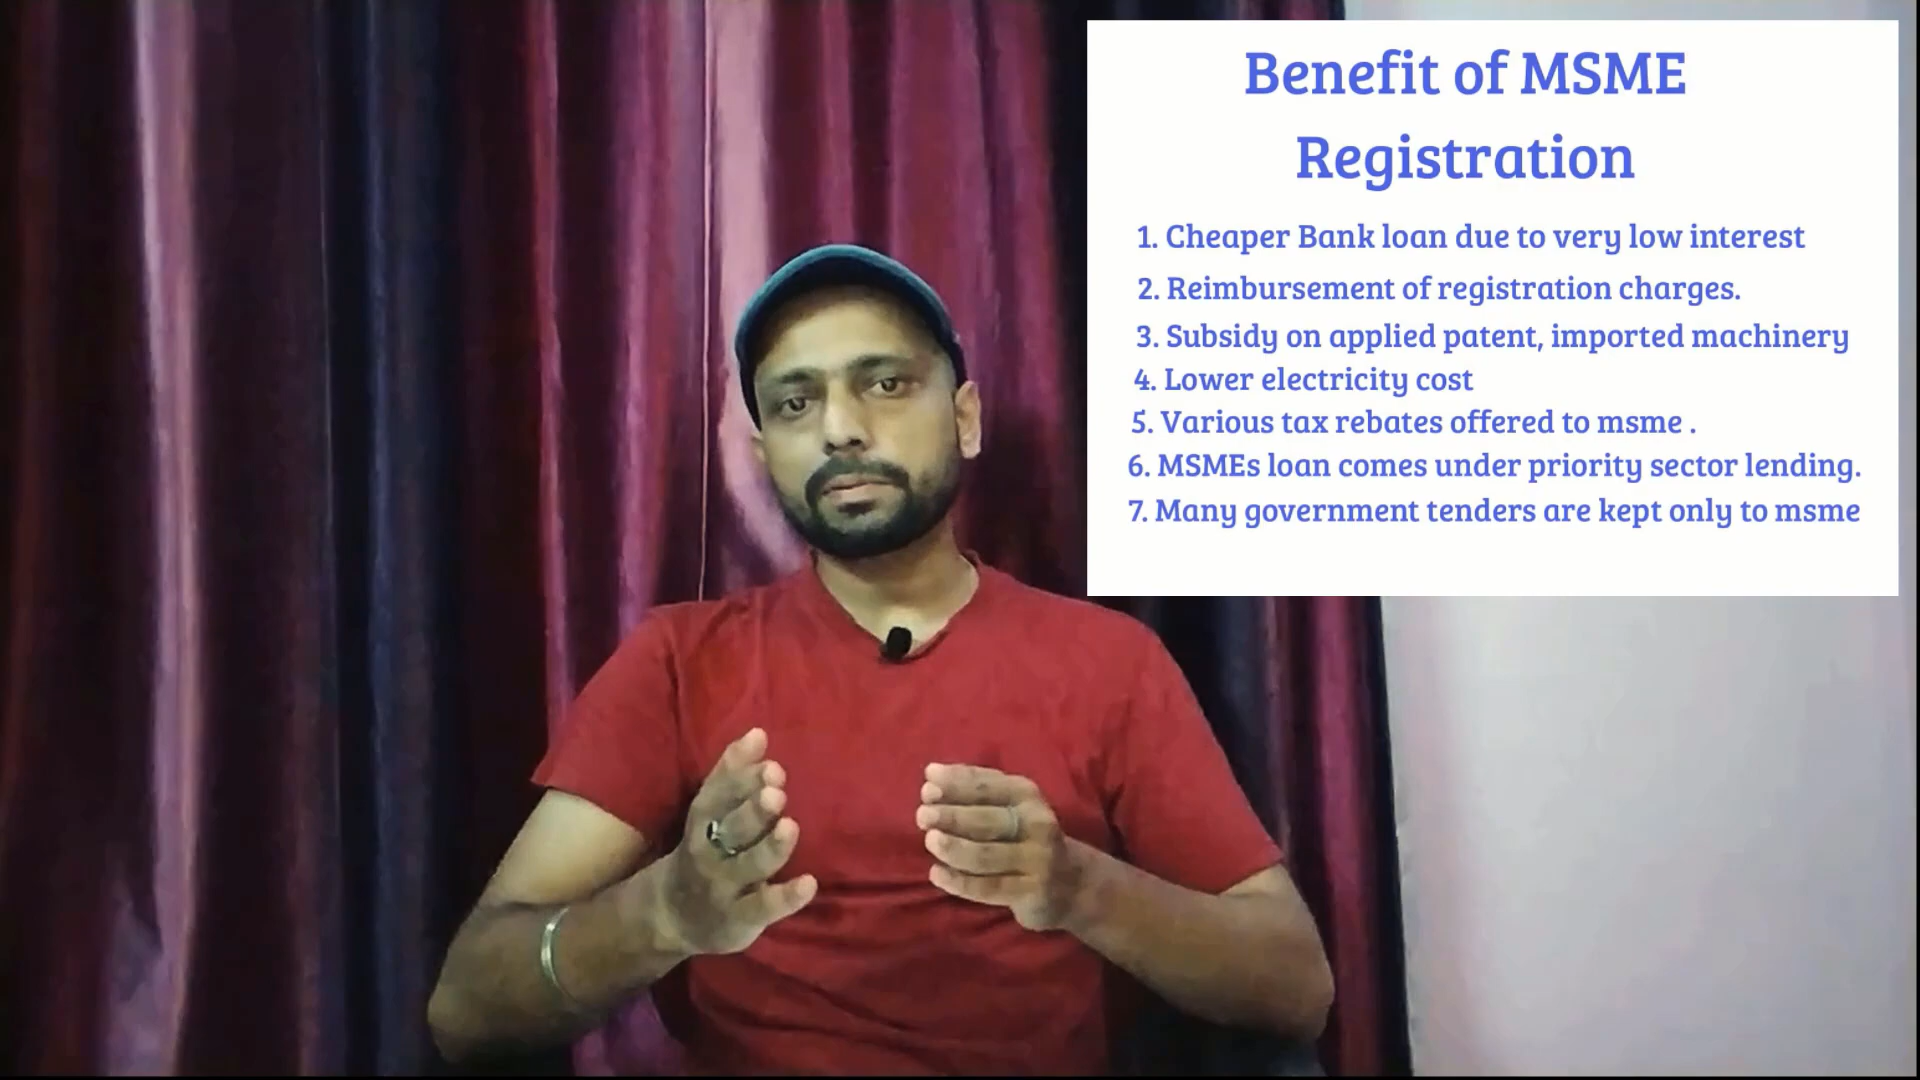 Benefit of MSME
Registration
1. Cheaper Bank loan due to very low interest
2. Reimbursement of registration charges.
3. Subsidy on applied patent, imported machinery
4. Lower electricity cost
5. Various tax rebates offered to msme .
6. MSMEs loan comes under priority sector lending.
7. Many government tenders are kept only to msme